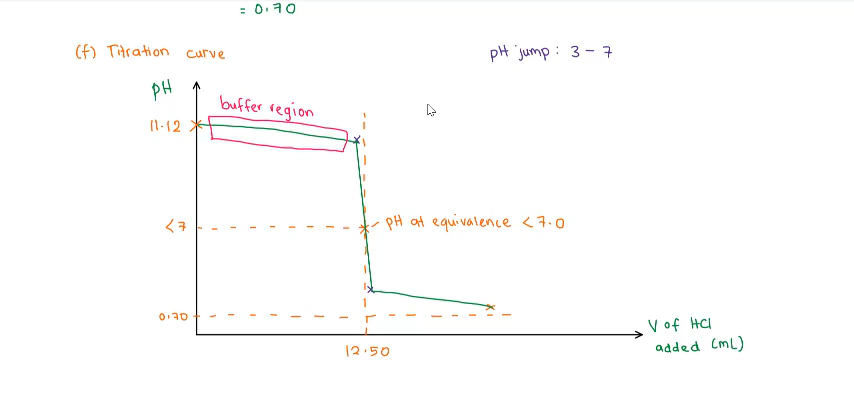 = 0.70
(f) Titration curve
pH jump: 3 - 7
pH
buffer region
11.12
<7
pH at equivalence < 7.0
0.70
12.50
V of HCl
added (mL)